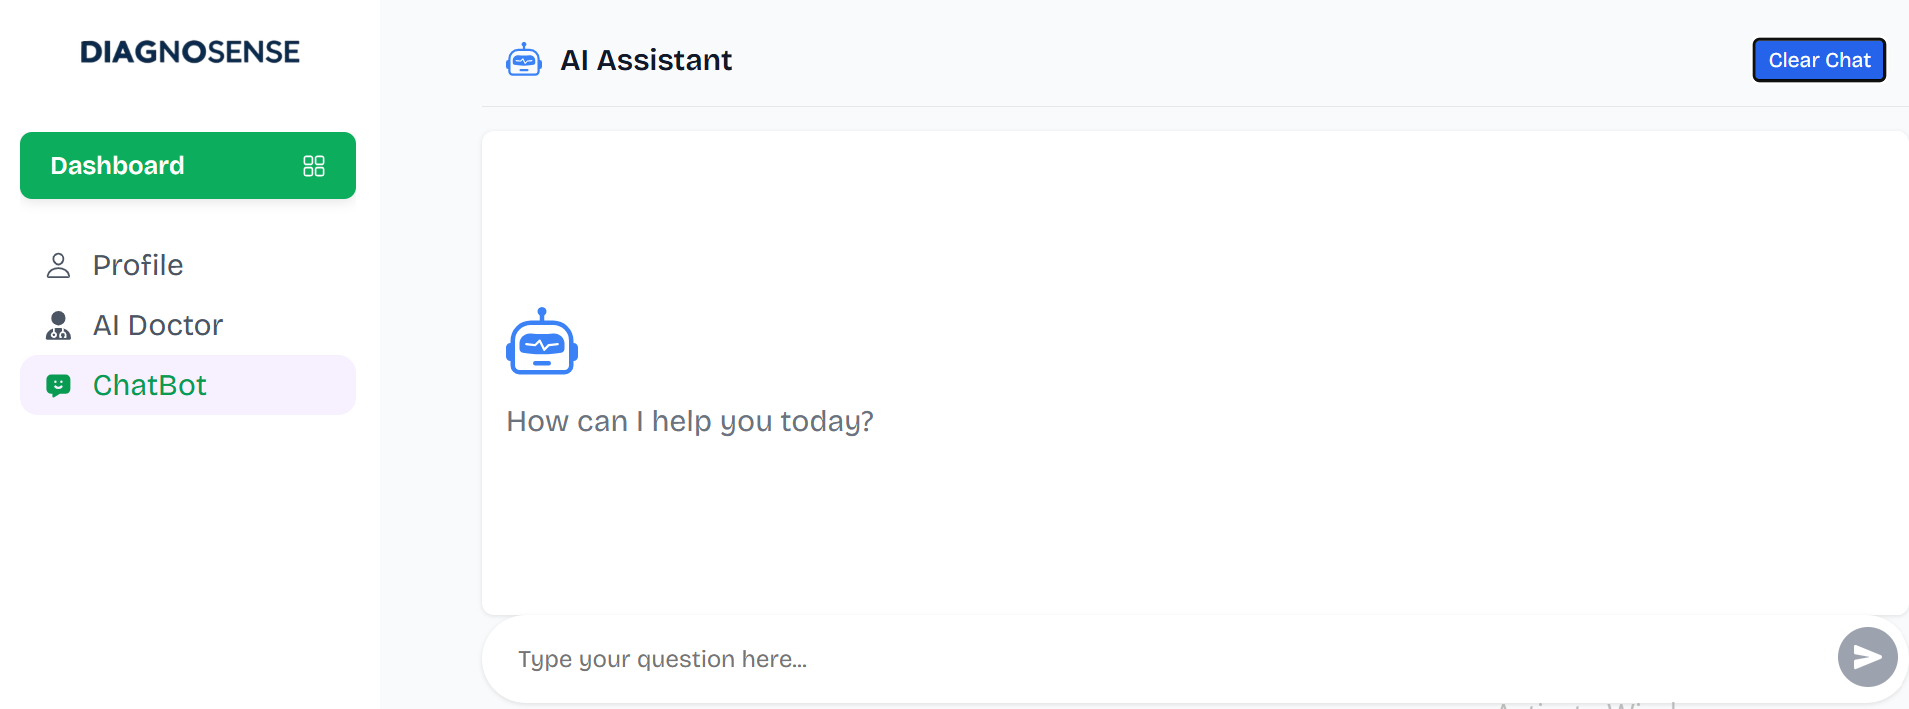 DIAGNOSENSE
Dashboard
Profile
AI Doctor
ChatBot
AI Assistant
Clear Chat
How can I help you today?
Type your question here...